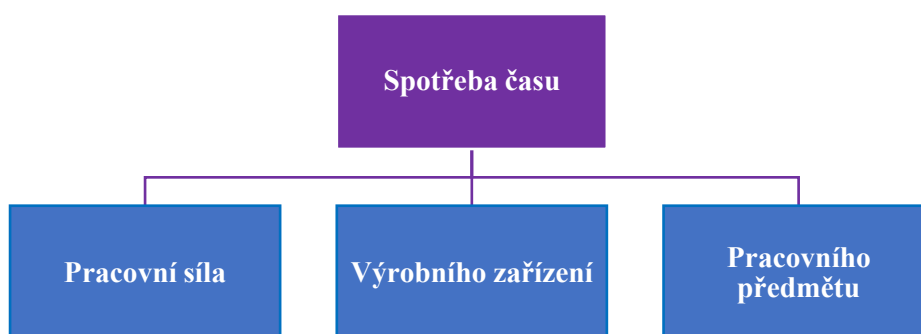 Spotřeba času
Pracovní síla
Výrobního zařízení
Pracovního
předmětu